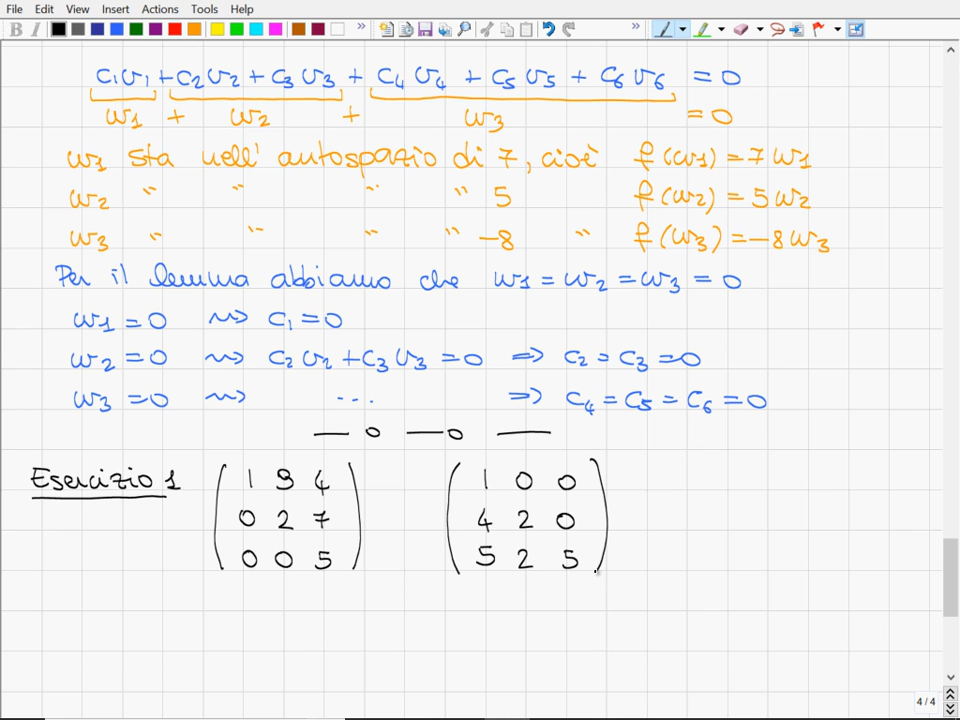 File Edit View Insert Actions Tools Help
B I
c1v1 + c2v2 + c3v3 + c4v4 + c5v5 + c6v6 = 0
w1 + w2 + w3 = 0
w1 sta nell'autospazio di 7, cioè f(w1) = 7w1
w2 " " " " 5 f(w2) = 5w2
w3 " " " " -8 " f(w3) = -8w3
Per il lemma abbiamo che w1 = w2 = w3 = 0
w1 = 0 ⇝ c1 = 0
w2 = 0 ⇝ c2v2 + c3v3 = 0 ⇒ c2 = c3 = 0
w3 = 0 ⇝ ... ⇒ c4 = c5 = c6 = 0
— o — o —
Esercizio 1
1 9 4 1 0 0
0 2 7 4 2 0
0 0 5 5 2 5
4 / 4